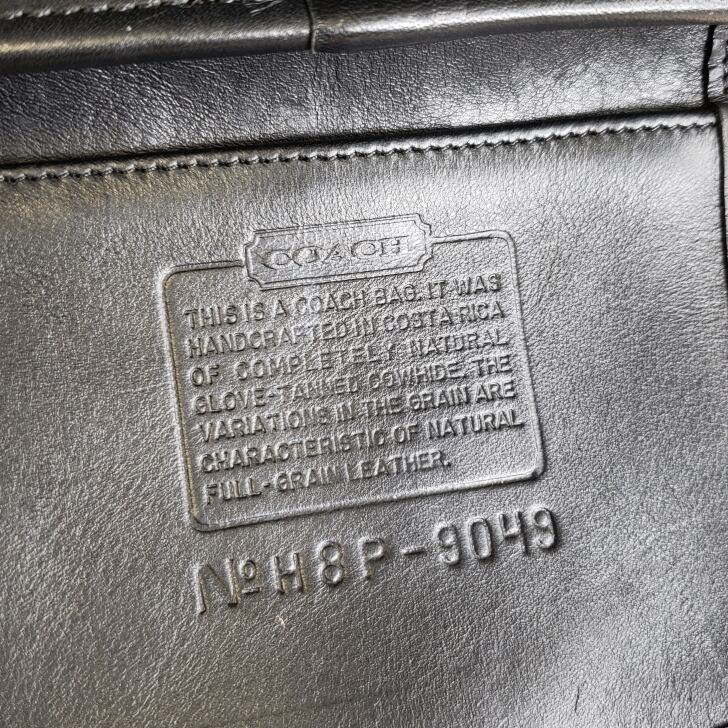 COACH
THIS IS A COACH BAG. IT WAS
HANDCRAFTED IN COSTA RICA
OF COMPLETELY NATURAL
GLOVE-TANNED COWHIDE. THE
VARIATIONS IN THE GRAIN ARE
CHARACTERISTIC OF NATURAL
FULL-GRAIN LEATHER.
№ H8P-9049